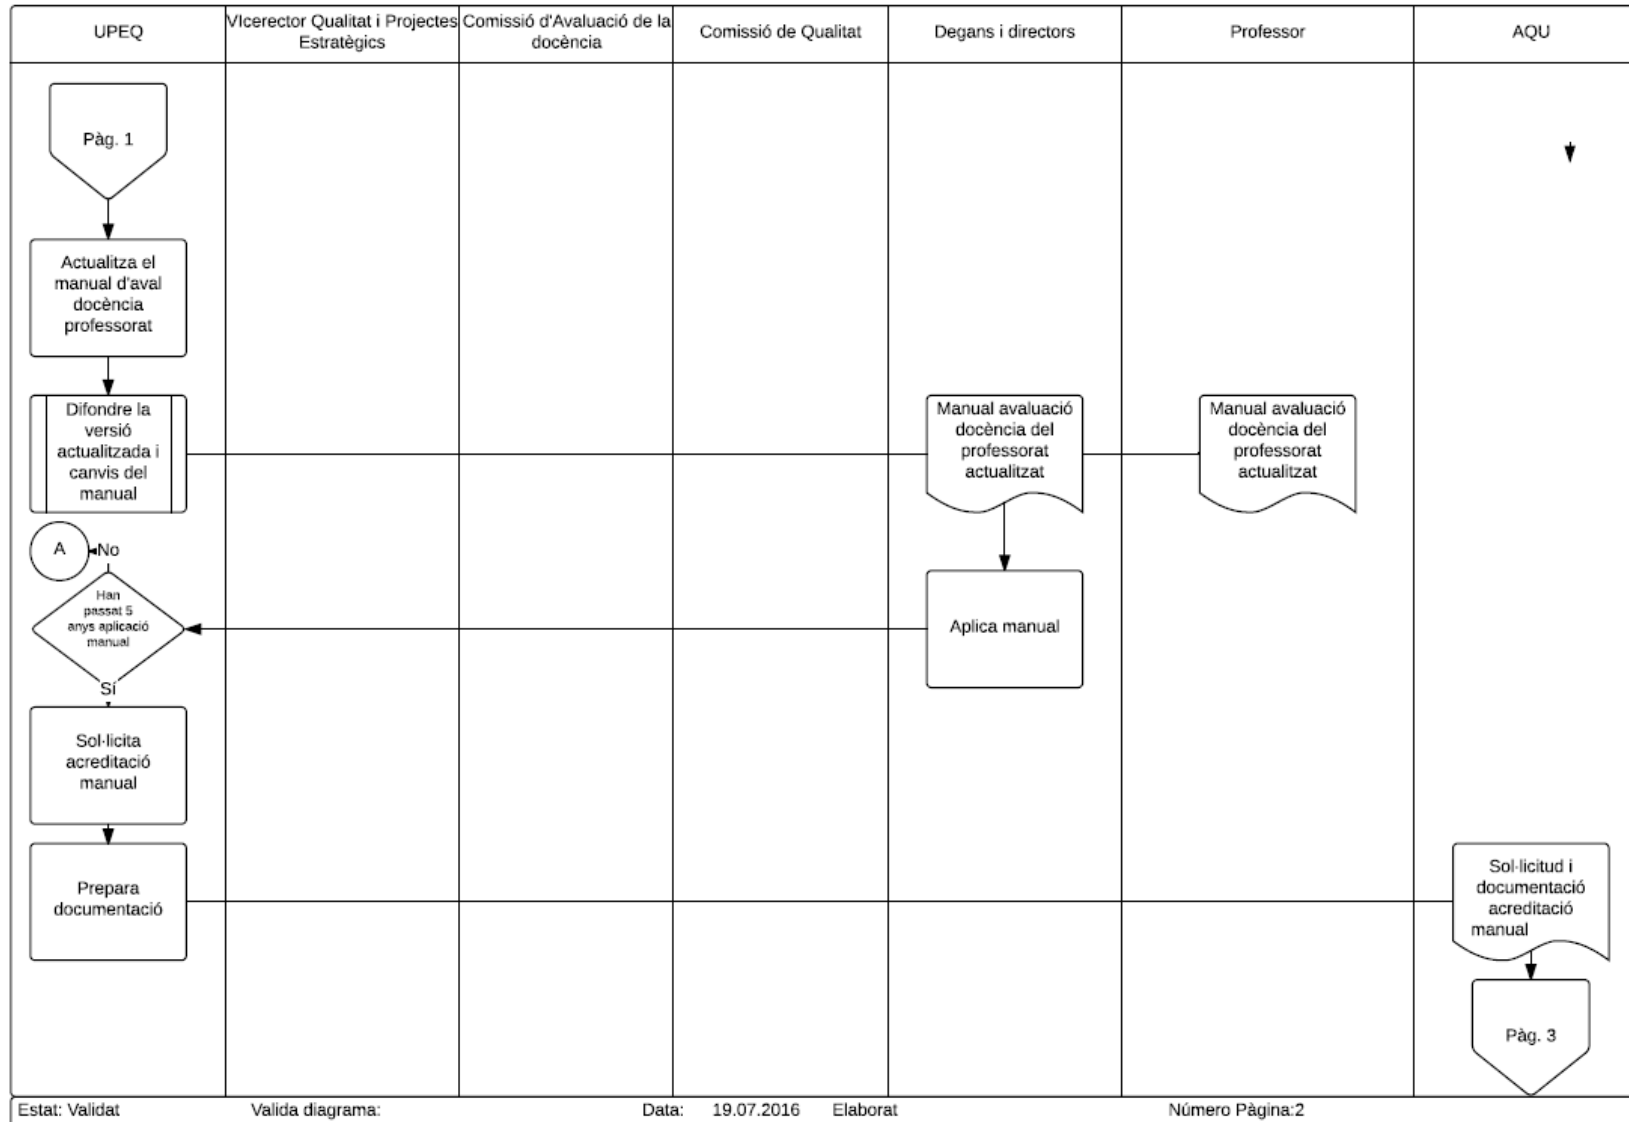 UPEQ
VIcerector Qualitat i Projectes
Estratègics
Comissió d'Avaluació de la
docència
Comissió de Qualitat
Degans i directors
Professor
AQU
Pàg. 1
Actualitza el
manual d'aval
docència
professorat
Difondre la
versió
actualitzada i
canvis del
manual
Manual avaluació
docència del
professorat
actualitzat
Manual avaluació
docència del
professorat
actualitzat
A
No
Han
passat 5
anys aplicació
manual
Aplica manual
Sí
Sol·licita
acreditació
manual
Prepara
documentació
Sol·licitud i
documentació
acreditació
manual
Pàg. 3
Estat: Validat
Valida diagrama:
Data: 19.07.2016
Elaborat
Número Pàgina:2